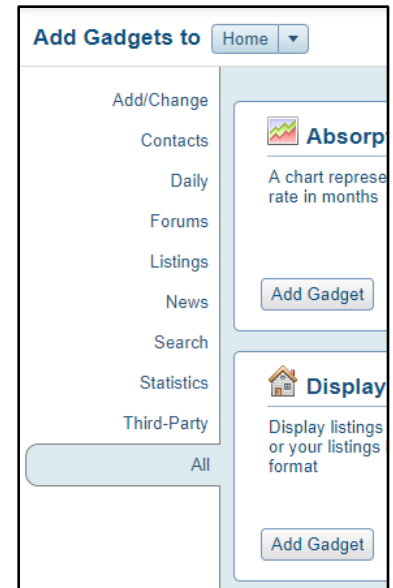 Add Gadgets to Home
Add/Change
Contacts
Daily
Forums
Listings
News
Search
Statistics
Third-Party
All
Absorp
A chart represe
rate in months
Add Gadget
Display
Display listings
or your listings
format
Add Gadget